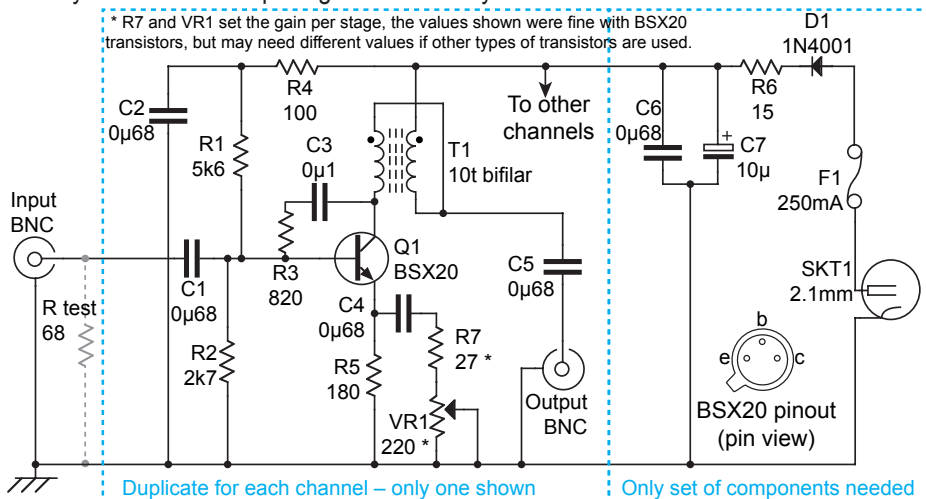 * R7 and VR1 set the gain per stage, the values shown were fine with BSX20
transistors, but may need different values if other types of transistors are used.
D1
1N4001
R4
100
R6
15
C2
0µ68
To other
channels
C6
0µ68
+
C7
10µ
R1
5k6
C3
0µ1
T1
10t bifilar
F1
250mA
Input
BNC
Q1
BSX20
C1
0µ68
R3
820
C5
0µ68
SKT1
2.1mm
R test
68
C4
0µ68
R7
27 *
b
e
c
R2
2k7
R5
180
VR1
220 *
Output
BNC
BSX20 pinout
(pin view)
Duplicate for each channel – only one shown
Only set of components needed